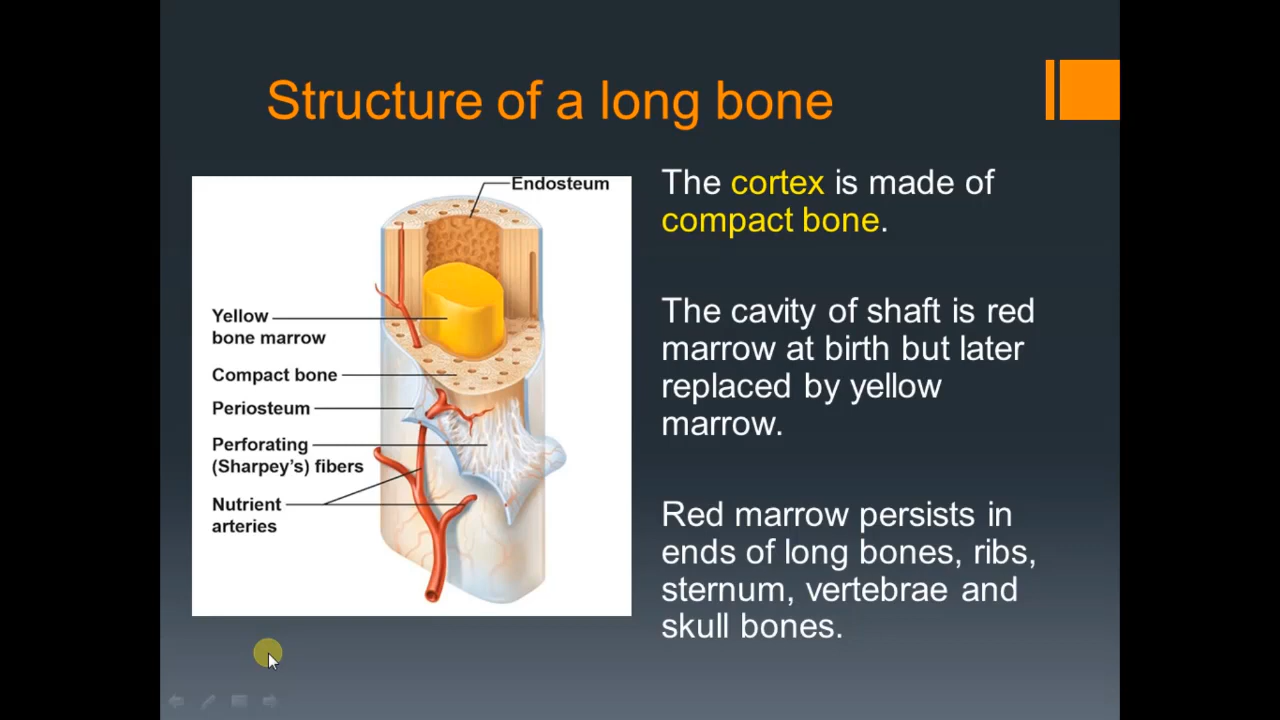 Structure of a long bone
Endosteum
Yellow
bone marrow
Compact bone
Periosteum
Perforating
(Sharpey's) fibers
Nutrient
arteries
The cortex is made of
compact bone.
The cavity of shaft is red
marrow at birth but later
replaced by yellow
marrow.
Red marrow persists in
ends of long bones, ribs,
sternum, vertebrae and
skull bones.